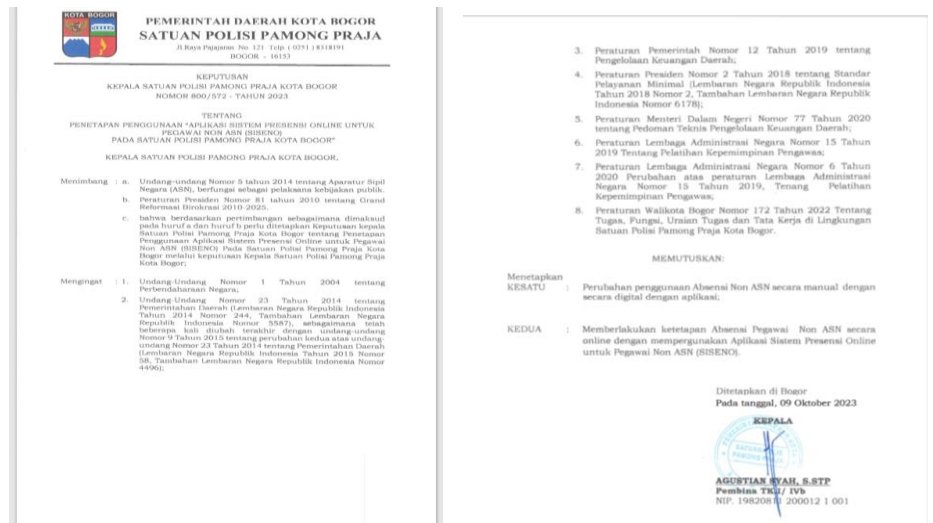 KOTA BOGOR
PEMERINTAH DAERAH KOTA BOGOR
SATUAN POLISI PAMONG PRAJA
Jl.Raya Pajajaran No. 121 Telp. ( 0251 ) 8318191
BOGOR - 16153
KEPUTUSAN
KEPALA SATUAN POLISI PAMONG PRAJA KOTA BOGOR
NOMOR 800/572 - TAHUN 2023
TENTANG
PENETAPAN PENGGUNAAN "APLIKASI SISTEM PRESENSI ONLINE UNTUK
PEGAWAI NON ASN (SISENO)
PADA SATUAN POLISI PAMONG PRAJA KOTA BOGOR"
KEPALA SATUAN POLISI PAMONG PRAJA KOTA BOGOR,
Menimbang : a. Undang-undang Nomor 5 tahun 2014 tentang Aparatur Sipil
Negara (ASN), berfungsi sebagai pelaksana kebijakan publik.
b. Peraturan Presiden Nomor 81 tahun 2010 tentang Grand
Reformasi Birokrasi 2010-2025.
c. bahwa berdasarkan pertimbangan sebagaimana dimaksud
pada huruf a dan huruf b perlu ditetapkan Keputusan kepala
Satuan Polisi Pamong Praja Kota Bogor tentang Penetapan
Penggunaan Aplikasi Sistem Presensi Online untuk Pegawai
Non ASN (SISENO) Pada Satuan Polisi Pamong Praja Kota
Bogor melalui keputusan Kepala Satuan Polisi Pamong Praja
Kota Bogor;
Mengingat : 1. Undang-Undang Nomor 1 Tahun 2004 tentang
Perbendaharaan Negara;
2. Undang-Undang Nomor 23 Tahun 2014 tentang
Pemerintahan Daerah (Lembaran Negara Republik Indonesia
Tahun 2014 Nomor 244, Tambahan Lembaran Negara
Republik Indonesia Nomor 5587), sebagaimana telah
beberapa kali diubah terakhir dengan undang-undang
Nomor 9 Tahun 2015 tentang perubahan kedua atas undang-
undang Nomor 23 Tahun 2014 tentang Pemerintahan Daerah
(Lembaran Negara Republik Indonesia Tahun 2015 Nomor
58, Tambahan Lembaran Negara Republik Indonesia Nomor
4496);
3. Peraturan Pemerintah Nomor 12 Tahun 2019 tentang
Pengelolaan Keuangan Daerah;
4. Peraturan Presiden Nomor 2 Tahun 2018 tentang Standar
Pelayanan Minimal (Lembaran Negara Republik Indonesia
Tahun 2018 Nomor 2, Tambahan Lembaran Negara Republik
Indonesia Nomor 6178);
5. Peraturan Menteri Dalam Negeri Nomor 77 Tahun 2020
tentang Pedoman Teknis Pengelolaan Keuangan Daerah;
6. Peraturan Lembaga Administrasi Negara Nomor 15 Tahun
2019 Tentang Pelatihan Kepemimpinan Pengawas;
7. Peraturan Lembaga Administrasi Negara Nomor 6 Tahun
2020 Perubahan atas peraturan Lembaga Administrasi
Negara Nomor 15 Tahun 2019, Tenang Pelatihan
Kepemimpinan Pengawas;
8. Peraturan Walikota Bogor Nomor 172 Tahun 2022 Tentang
Tugas, Fungsi, Uraian Tugas dan Tata Kerja di Lingkungan
Satuan Polisi Pamong Praja Kota Bogor.
MEMUTUSKAN:
Menetapkan
KESATU : Perubahan penggunaan Absensi Non ASN secara manual dengan
secara digital dengan aplikasi;
KEDUA : Memberlakukan ketetapan Absensi Pegawai Non ASN secara
online dengan mempergunakan Aplikasi Sistem Presensi Online
untuk Pegawai Non ASN (SISENO).
Ditetapkan di Bogor
Pada tanggal, 09 Oktober 2023
KEPALA
SATUAN POLISI
PAMONG PRAJA
AGUSTIAN SYAH, S.STP
Pembina TK.I/ IVb
NIP. 19820811 200012 1 001